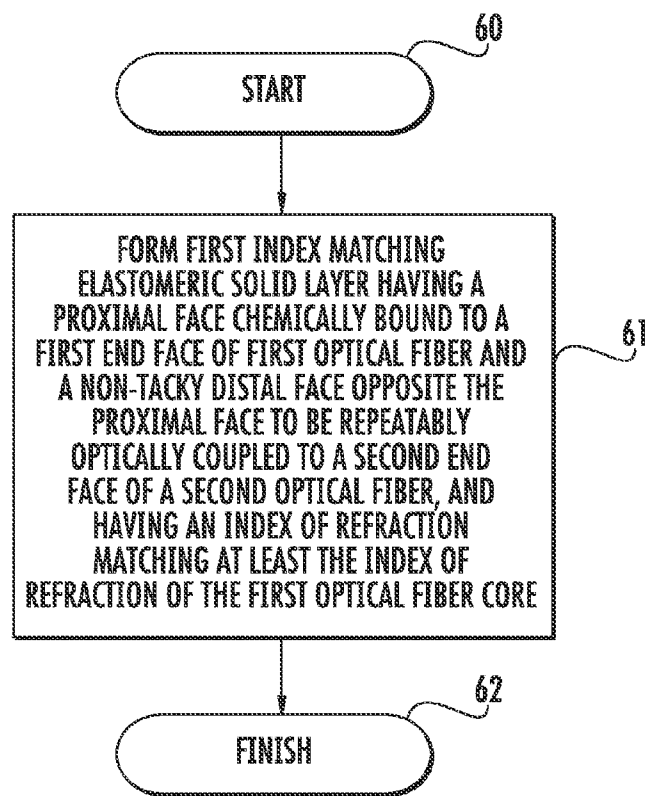 60
START
FORM FIRST INDEX MATCHING
ELASTOMERIC SOLID LAYER HAVING A
PROXIMAL FACE CHEMICALLY BOUND TO A
FIRST END FACE OF FIRST OPTICAL FIBER AND
A NON-TACKY DISTAL FACE OPPOSITE THE
PROXIMAL FACE TO BE REPEATABLY
OPTICALLY COUPLED TO A SECOND END
FACE OF A SECOND OPTICAL FIBER, AND
HAVING AN INDEX OF REFRACTION
MATCHING AT LEAST THE INDEX OF
REFRACTION OF THE FIRST OPTICAL FIBER CORE
61
62
FINISH